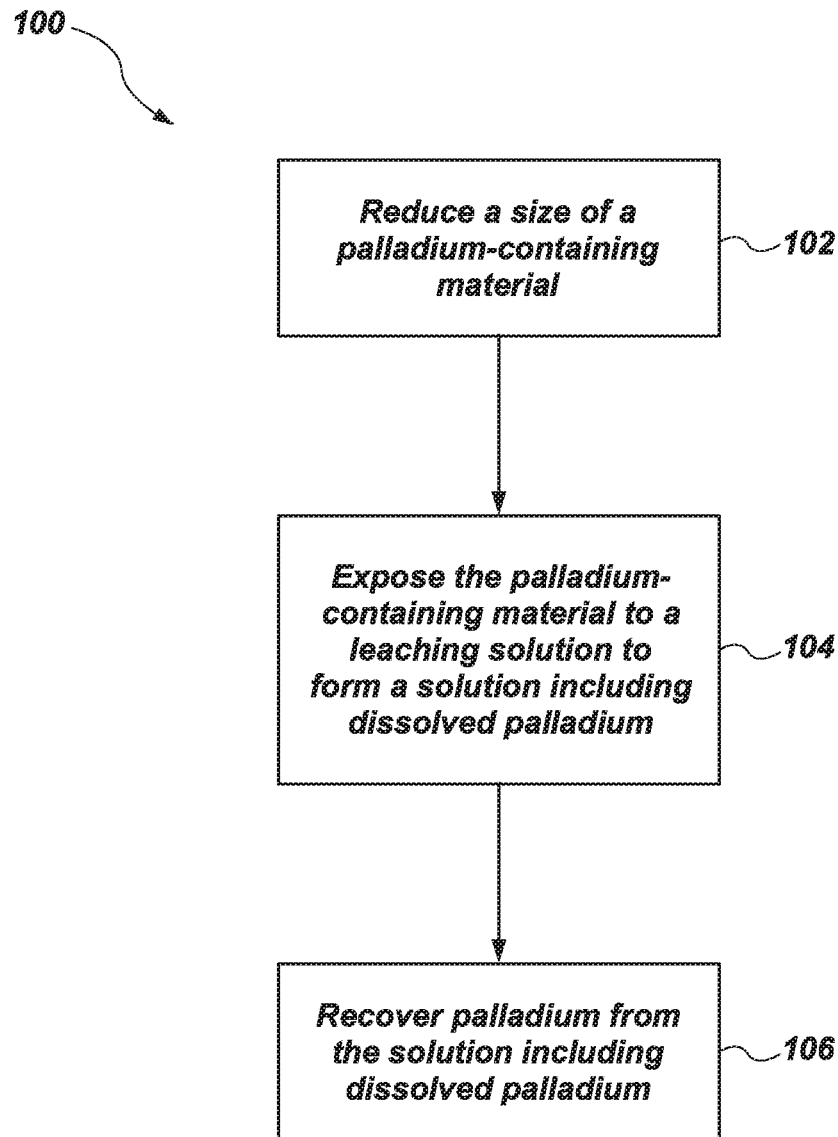 100
Reduce a size of a
palladium-containing
material
102
Expose the palladium-
containing material to a
leaching solution to
form a solution including
dissolved palladium
104
Recover palladium from
the solution including
dissolved palladium
106